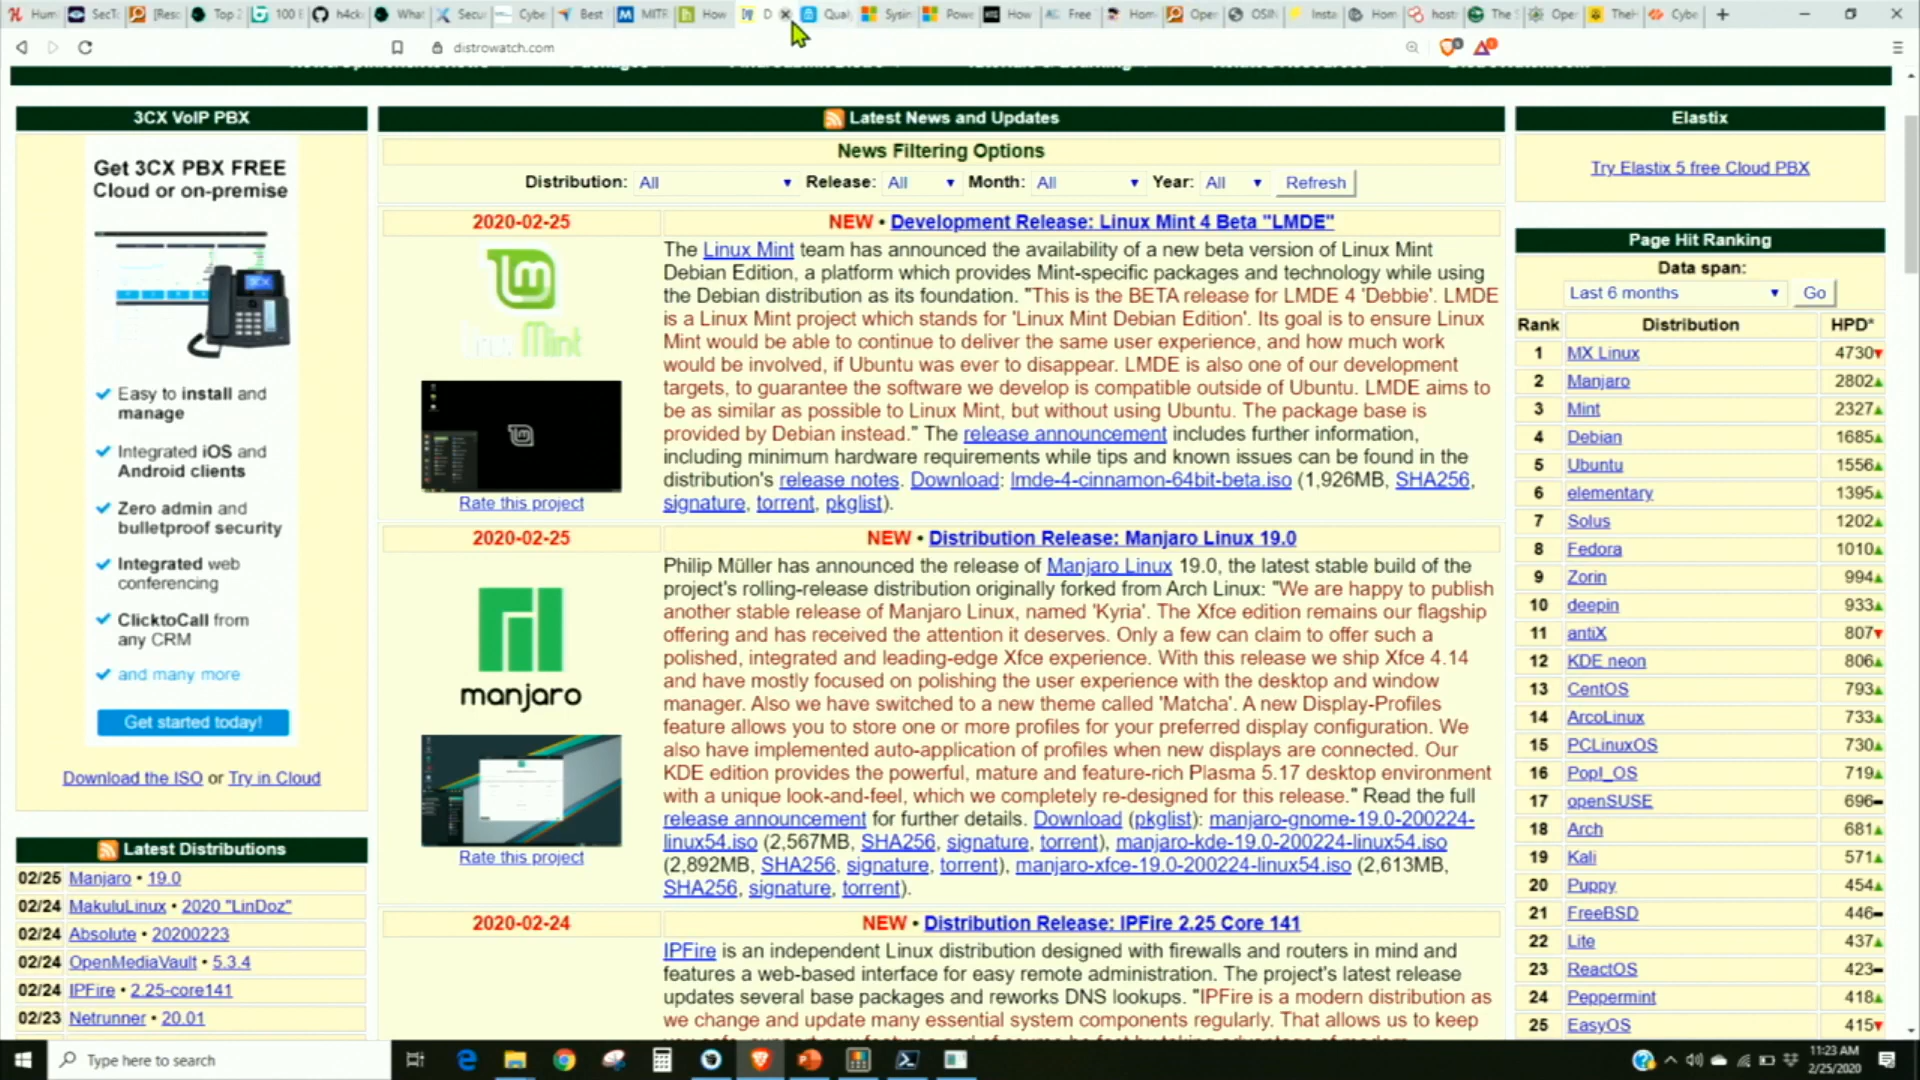 Hum
SecTo
[Resc
Top 2
100 E
h4ck
What
Secur
Cybe
Best
MITR
How
D
Qual
Sysin
Powe
How
Free
Hom
Oper
OSIN
Insta
Hom
host
The S
Oper
TheH
Cybe
distrowatch.com
3CX VoIP PBX
Get 3CX PBX FREE
Cloud or on-premise
Easy to install and
manage
Integrated iOS and
Android clients
Zero admin and
bulletproof security
Integrated web
conferencing
ClicktoCall from
any CRM
and many more
Get started today!
Download the ISO or Try in Cloud
Latest Distributions
02/25 Manjaro • 19.0
02/24 MakuluLinux • 2020 "LinDoz"
02/24 Absolute • 20200223
02/24 OpenMediaVault • 5.3.4
02/24 IPFire • 2.25-core141
02/23 Netrunner • 20.01
Latest News and Updates
News Filtering Options
Distribution: All Release: All Month: All Year: All Refresh
2020-02-25 NEW • Development Release: Linux Mint 4 Beta "LMDE"
Linux Mint
Rate this project
The Linux Mint team has announced the availability of a new beta version of Linux Mint
Debian Edition, a platform which provides Mint-specific packages and technology while using
the Debian distribution as its foundation. "This is the BETA release for LMDE 4 'Debbie'. LMDE
is a Linux Mint project which stands for 'Linux Mint Debian Edition'. Its goal is to ensure Linux
Mint would be able to continue to deliver the same user experience, and how much work
would be involved, if Ubuntu was ever to disappear. LMDE is also one of our development
targets, to guarantee the software we develop is compatible outside of Ubuntu. LMDE aims to
be as similar as possible to Linux Mint, but without using Ubuntu. The package base is
provided by Debian instead." The release announcement includes further information,
including minimum hardware requirements while tips and known issues can be found in the
distribution's release notes. Download: lmde-4-cinnamon-64bit-beta.iso (1,926MB, SHA256,
signature, torrent, pkglist).
2020-02-25 NEW • Distribution Release: Manjaro Linux 19.0
manjaro
Rate this project
Philip Müller has announced the release of Manjaro Linux 19.0, the latest stable build of the
project's rolling-release distribution originally forked from Arch Linux: "We are happy to publish
another stable release of Manjaro Linux, named 'Kyria'. The Xfce edition remains our flagship
offering and has received the attention it deserves. Only a few can claim to offer such a
polished, integrated and leading-edge Xfce experience. With this release we ship Xfce 4.14
and have mostly focused on polishing the user experience with the desktop and window
manager. Also we have switched to a new theme called 'Matcha'. A new Display-Profiles
feature allows you to store one or more profiles for your preferred display configuration. We
also have implemented auto-application of profiles when new displays are connected. Our
KDE edition provides the powerful, mature and feature-rich Plasma 5.17 desktop environment
with a unique look-and-feel, which we completely re-designed for this release." Read the full
release announcement for further details. Download (pkglist): manjaro-gnome-19.0-200224-
linux54.iso (2,567MB, SHA256, signature, torrent), manjaro-kde-19.0-200224-linux54.iso
(2,892MB, SHA256, signature, torrent), manjaro-xfce-19.0-200224-linux54.iso (2,613MB,
SHA256, signature, torrent).
2020-02-24 NEW • Distribution Release: IPFire 2.25 Core 141
IPFire is an independent Linux distribution designed with firewalls and routers in mind and
features a web-based interface for easy remote administration. The project's latest release
updates several base packages and reworks DNS lookups. "IPFire is a modern distribution as
we change and update many essential system components regularly. That allows us to keep
Elastix
Try Elastix 5 free Cloud PBX
Page Hit Ranking
Data span:
Last 6 months Go
Rank Distribution HPD*
1 MX Linux 4730
2 Manjaro 2802
3 Mint 2327
4 Debian 1685
5 Ubuntu 1556
6 elementary 1395
7 Solus 1202
8 Fedora 1010
9 Zorin 994
10 deepin 933
11 antiX 807
12 KDE neon 806
13 CentOS 793
14 ArcoLinux 733
15 PCLinuxOS 730
16 Pop!_OS 719
17 openSUSE 696
18 Arch 681
19 Kali 571
20 Puppy 454
21 FreeBSD 446
22 Lite 437
23 ReactOS 423
24 Peppermint 418
25 EasyOS 415
Type here to search
11:23 AM
2/25/2020